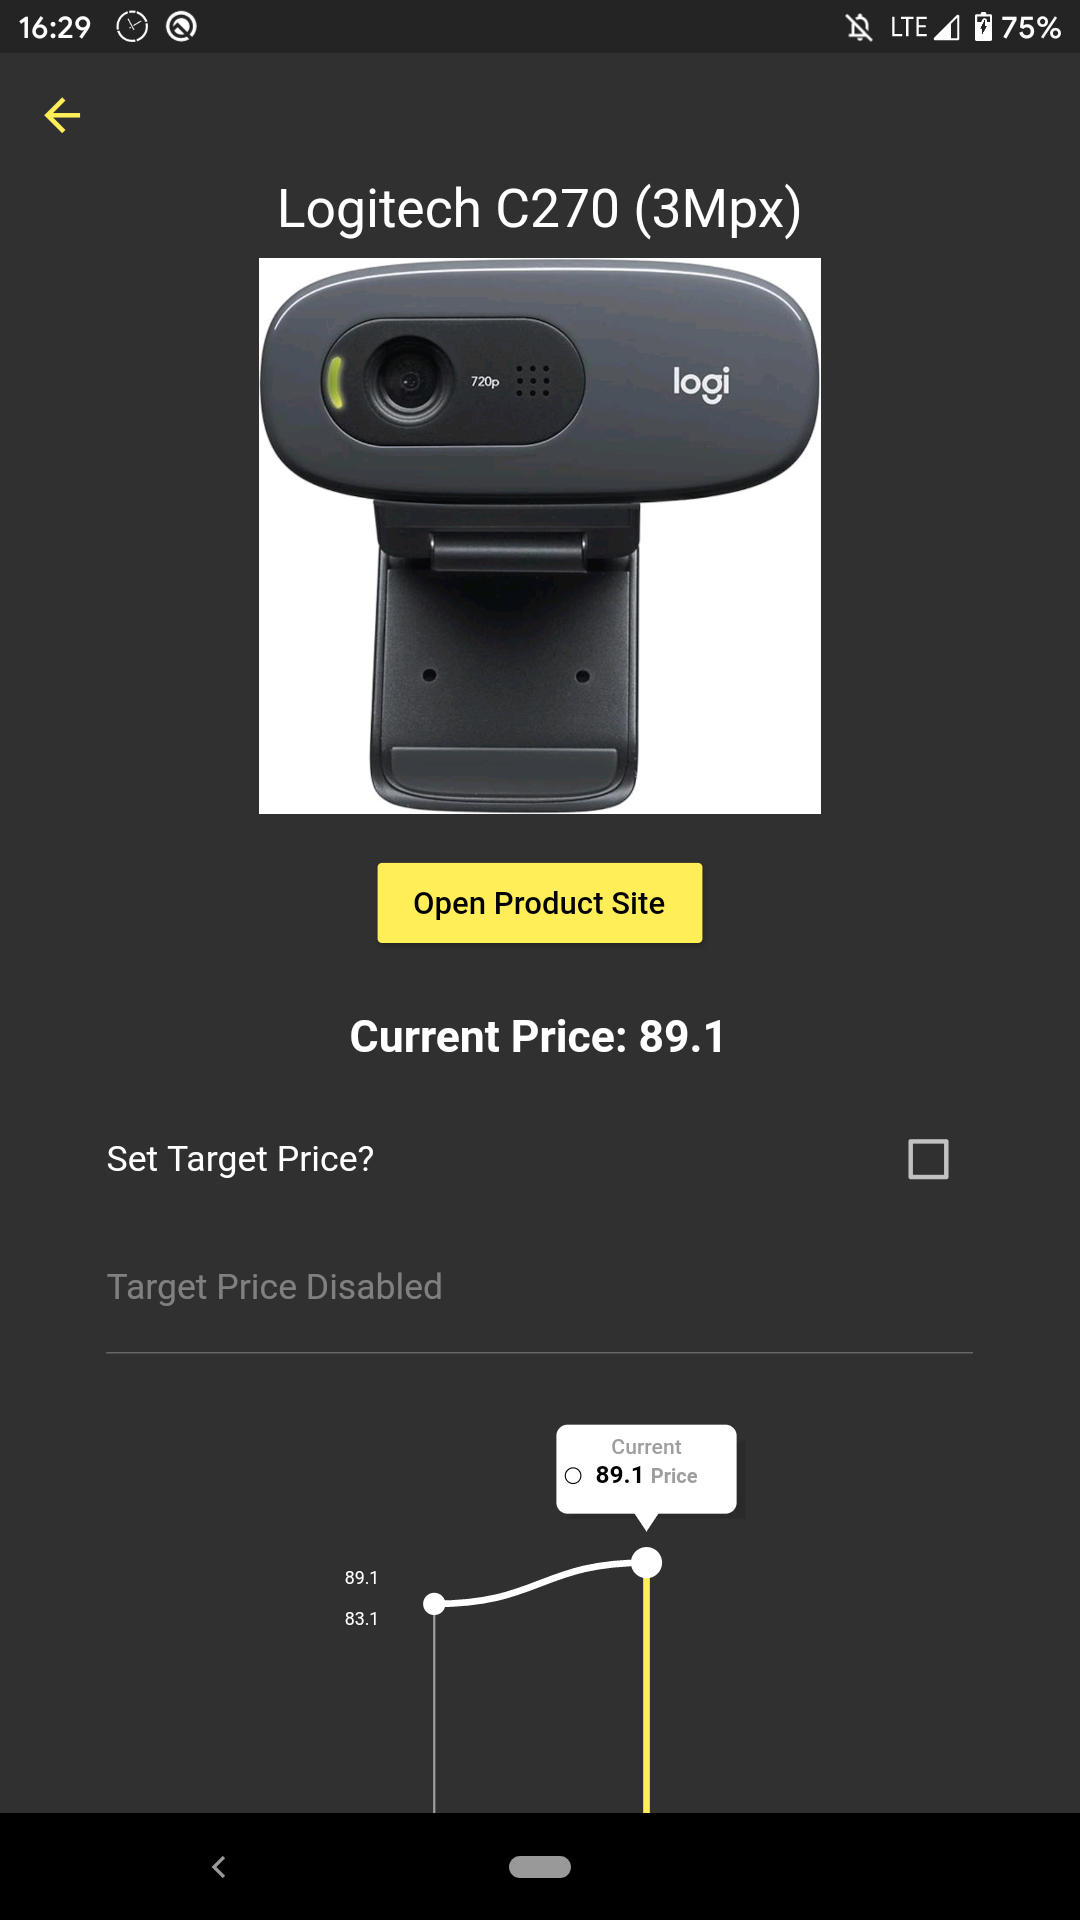 16:29 LTE 75%
Logitech C270 (3Mpx)
720p
logi
Open Product Site
Current Price: 89.1
Set Target Price?
Target Price Disabled
Current
89.1 Price
89.1
83.1